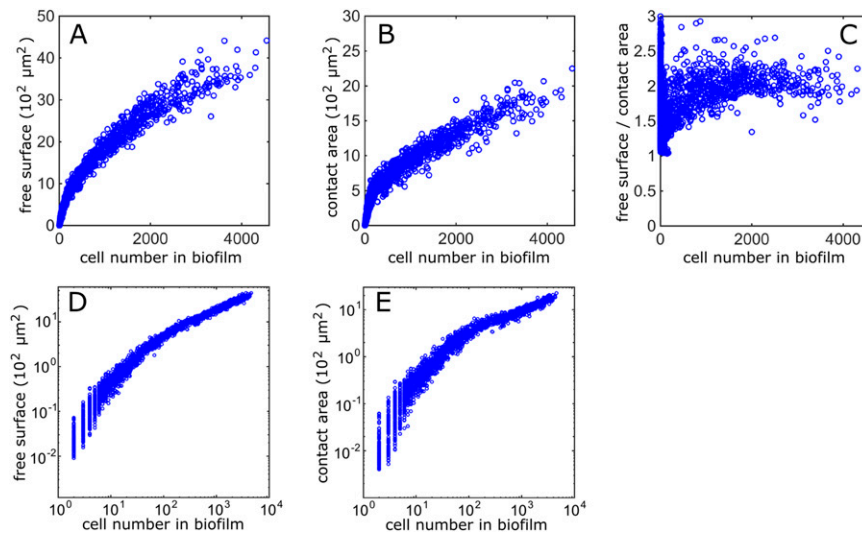 A
free surface (10² μm²)
50
40
30
20
10
0
0 2000 4000
cell number in biofilm
B
contact area (10² μm²)
30
25
20
15
10
5
0
0 2000 4000
cell number in biofilm
C
free surface / contact area
3
2.5
2
1.5
1
0.5
0
0 2000 4000
cell number in biofilm
D
free surface (10² μm²)
10¹
10⁰
10⁻¹
10⁻²
10⁰ 10¹ 10² 10³ 10⁴
cell number in biofilm
E
contact area (10² μm²)
10¹
10⁰
10⁻¹
10⁻²
10⁰ 10¹ 10² 10³ 10⁴
cell number in biofilm